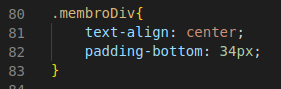 80 .membroDiv{
81 text-align: center;
82 padding-bottom: 34px;
83 }